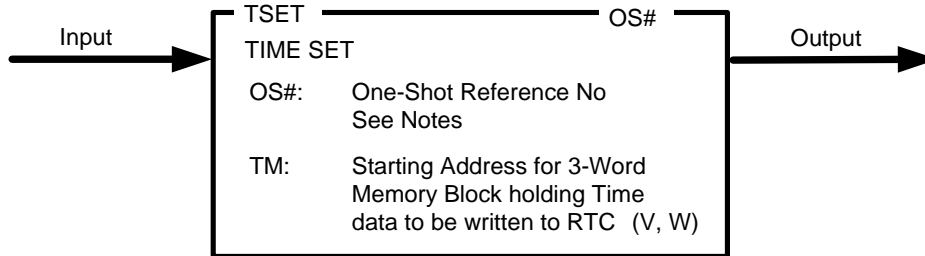 TSET OS#
Input
TIME SET
Output
OS#: One-Shot Reference No
See Notes
TM: Starting Address for 3-Word
Memory Block holding Time
data to be written to RTC (V, W)